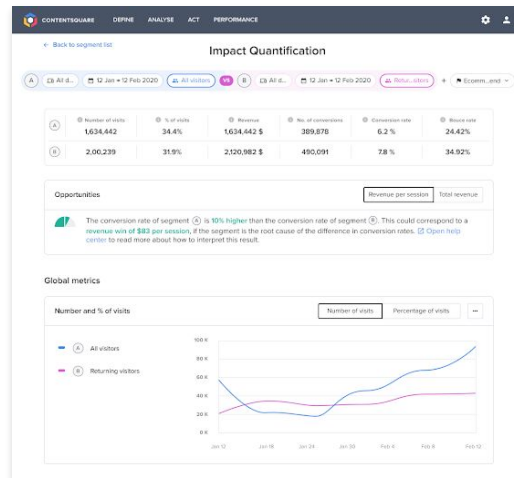 CONTENTSQUARE DEFINE ANALYSE ACT PERFORMANCE
← Back to segment list
Impact Quantification
A All d... 12 Jan → 12 Feb 2020 All visitors VS B All d... 12 Jan → 12 Feb 2020 Retur...sitors + Ecomm...and
Number of visits % of visits Revenue No. of conversions Conversion rate Bouce rate
A 1,634,442 34.4% 1,634,442 $ 389,878 6.2 % 24.42%
B 2,00,239 31.9% 2,120,982 $ 490,091 7.8 % 34.92%
Opportunities Revenue per session Total revenue
The conversion rate of segment A is 10% higher than the conversion rate of segment B. This could correspond to a
revenue win of $83 per session, if the segment is the root cause of the difference in conversion rates. Open help
center to read more about how to interpret this result.
Global metrics
Number and % of visits Number of visits Percentage of visits ...
100 K
A All visitors
80 K
B Returning visitors
60 K
40 K
20 K
0 K
Jan 12 Jan 18 Jan 24 Jan 30 Feb 4 Feb 8 Feb 12